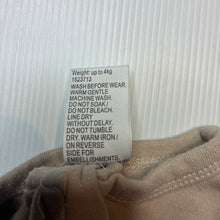 Weight: up to 4kg
1523713
WASH BEFORE WEAR.
WARM GENTLE
MACHINE WASH.
DO NOT SOAK /
DO NOT BLEACH.
LINE DRY
WITHOUT DELAY.
DO NOT TUMBLE
DRY. WARM IRON /
ON REVERSE
SIDE FOR
EMBELLISHMENTS.